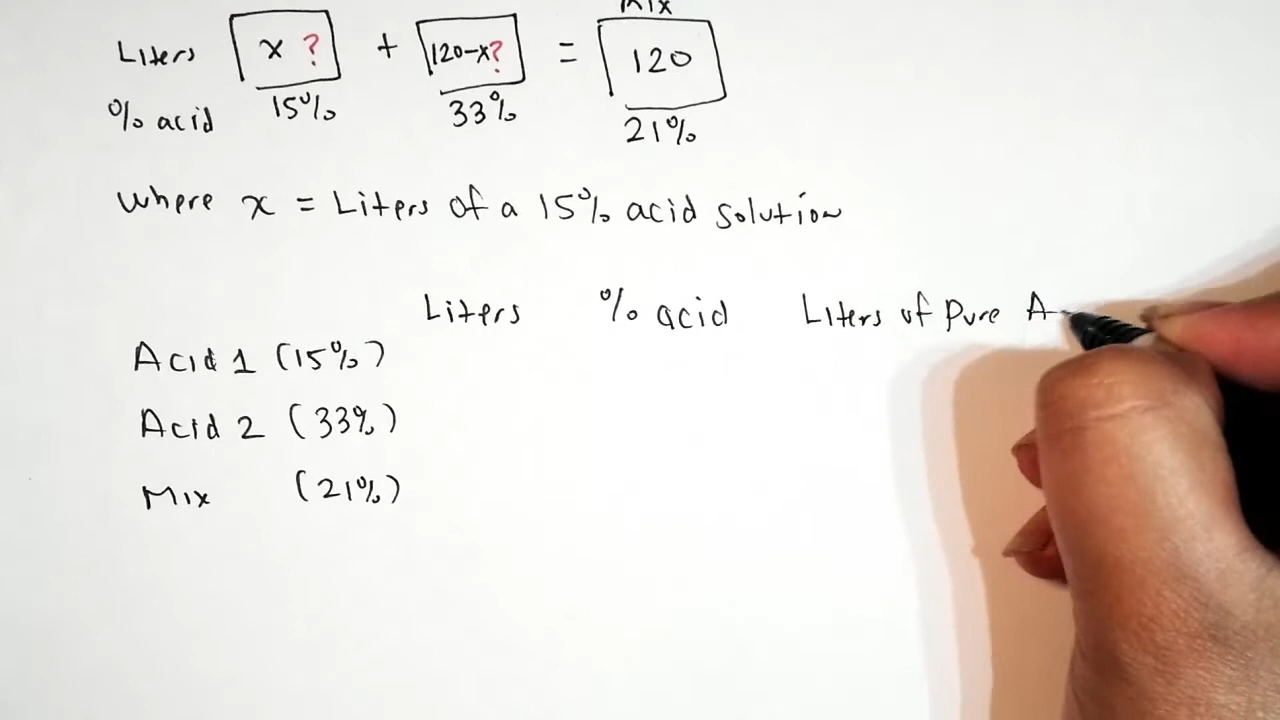 Mix
Liters x ? + 120-x? = 120
% acid 15% 33% 21%
where x = Liters of a 15% acid solution
Liters % acid Liters of Pure A
Acid 1 (15%)
Acid 2 (33%)
Mix (21%)